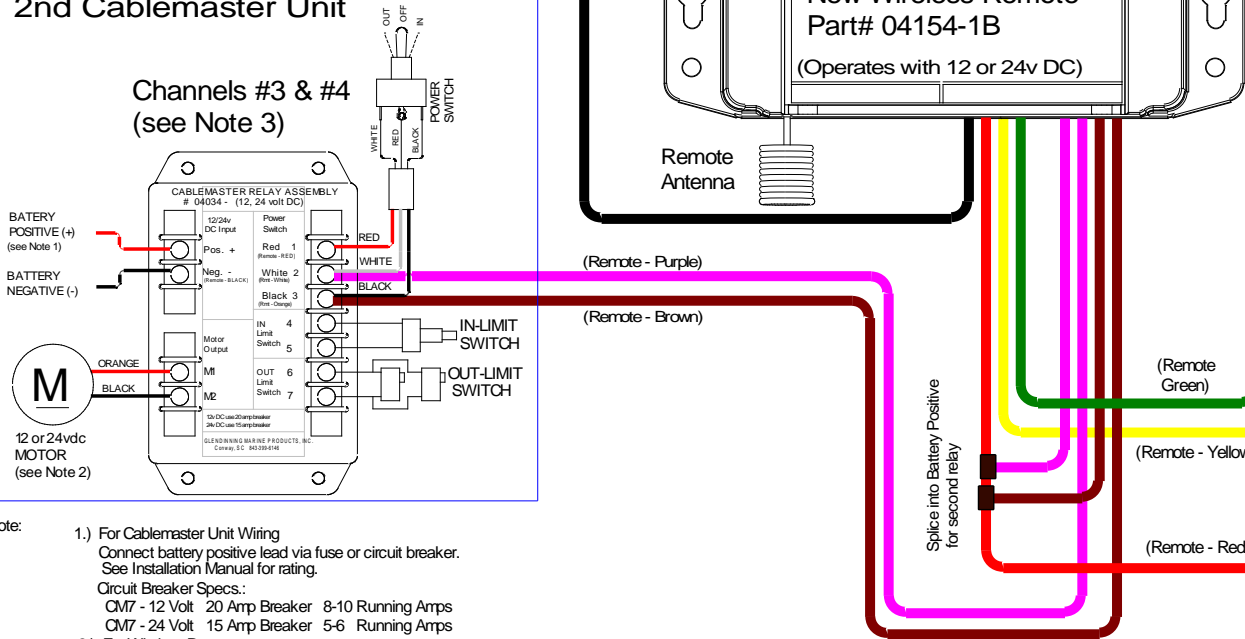 2nd Cablemaster Unit
OUT
OFF
IN
POWER
SWITCH
WHITE
RED
BLACK
Channels #3 & #4
(see Note 3)
CABLEMASTER RELAY ASSEMBLY
# 04034 - (12, 24 volt DC)
BATERY
POSITIVE (+)
(see Note 1)
BATTERY
NEGATIVE (-)
12/24v
DC Input
Pos. +
Neg. -
(Remote - BLACK)
Power
Switch
Red 1
(Remote - RED)
White 2
(Rmt - White)
Black 3
(Rmt - Orange)
RED
WHITE
BLACK
IN 4
Limit
Switch 5
IN-LIMIT
SWITCH
Motor
Output
M1
M2
OUT 6
Limit
Switch 7
OUT-LIMIT
SWITCH
ORANGE
BLACK
M
12 or 24vdc
MOTOR
(see Note 2)
12v DC use 20 amp breaker
24v DC use 15 amp breaker
GLENDINNING MARINE PRODUCTS, INC.
Conway, SC 843-399-6146
New Wireless Remote
Part# 04154-1B
(Operates with 12 or 24v DC)
Remote
Antenna
(Remote - Purple)
(Remote - Brown)
Splice into Battery Positive
for second relay
(Remote
Green)
(Remote - Yellow
(Remote - Red
ote:
1.) For Cablemaster Unit Wiring
Connect battery positive lead via fuse or circuit breaker.
See Installation Manual for rating.
Circuit Breaker Specs.:
CM7 - 12 Volt 20 Amp Breaker 8-10 Running Amps
CM7 - 24 Volt 15 Amp Breaker 5-6 Running Amps